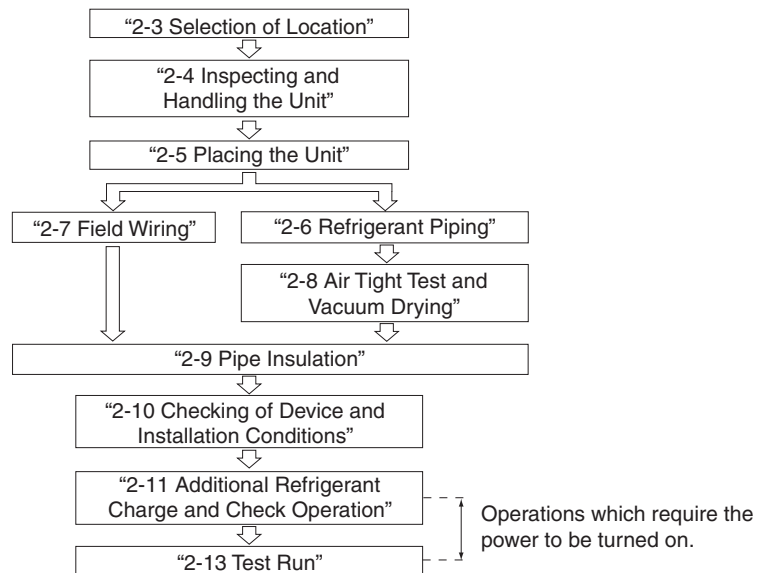 “2-3 Selection of Location”
“2-4 Inspecting and
Handling the Unit”
“2-5 Placing the Unit”
“2-7 Field Wiring”
“2-6 Refrigerant Piping”
“2-8 Air Tight Test and
Vacuum Drying”
“2-9 Pipe Insulation”
“2-10 Checking of Device and
Installation Conditions”
“2-11 Additional Refrigerant
Charge and Check Operation”
Operations which require the
power to be turned on.
“2-13 Test Run”